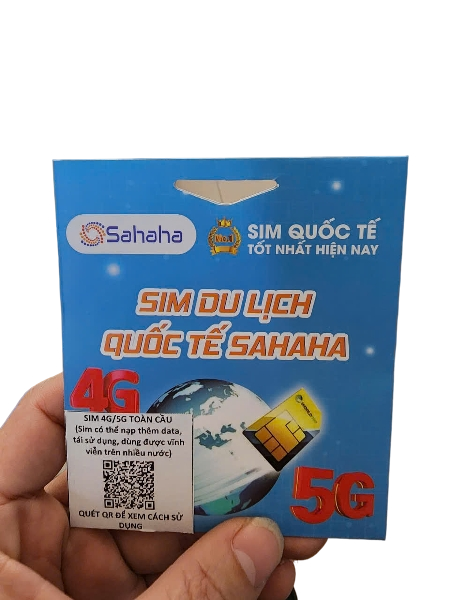 Sahaha
No.1
SIM QUỐC TẾ
TỐT NHẤT HIỆN NAY
SIM DU LỊCH
QUỐC TẾ SAHAHA
4G
SIM 4G/5G TOÀN CẦU
(Sim có thể nạp thêm data,
tái sử dụng, dùng được vĩnh
viễn trên nhiều nước)
5G
QUÉT QR ĐỂ XEM CÁCH SỬ
DỤNG